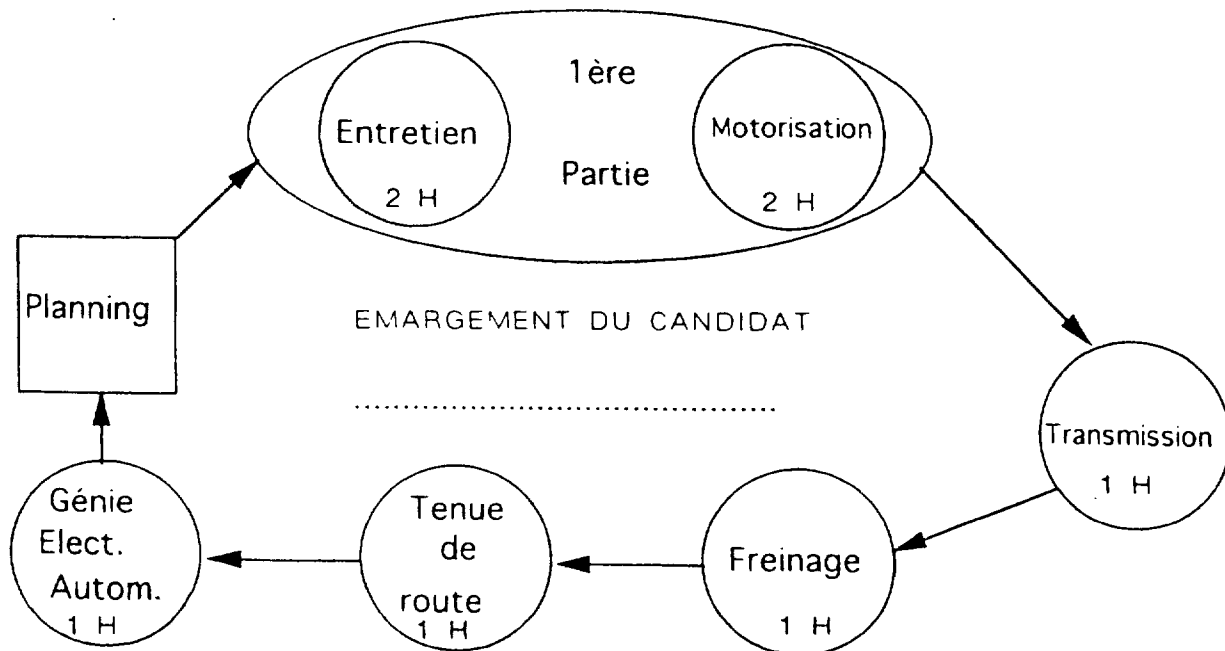 1ère
Partie
Entretien
2 H
Motorisation
2 H
Planning
EMARGEMENT DU CANDIDAT
........................................
Transmission
1 H
Freinage
1 H
Tenue
de
route
1 H
Génie
Elect.
Autom.
1 H